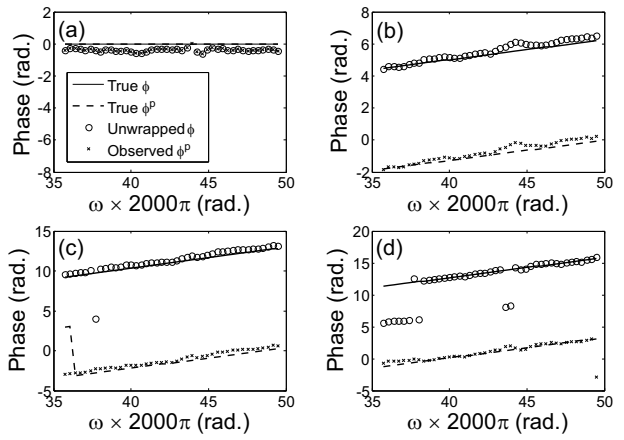 (a)
Phase (rad.)
2
0
-2
-4
-6
-8
True ϕ
True ϕᵖ
Unwrapped ϕ
Observed ϕᵖ
35 40 45 50
ω × 2000π (rad.)
(b)
Phase (rad.)
8
6
4
2
0
-2
35 40 45 50
ω × 2000π (rad.)
(c)
Phase (rad.)
15
10
5
0
-5
35 40 45 50
ω × 2000π (rad.)
(d)
Phase (rad.)
20
15
10
5
0
-5
35 40 45 50
ω × 2000π (rad.)